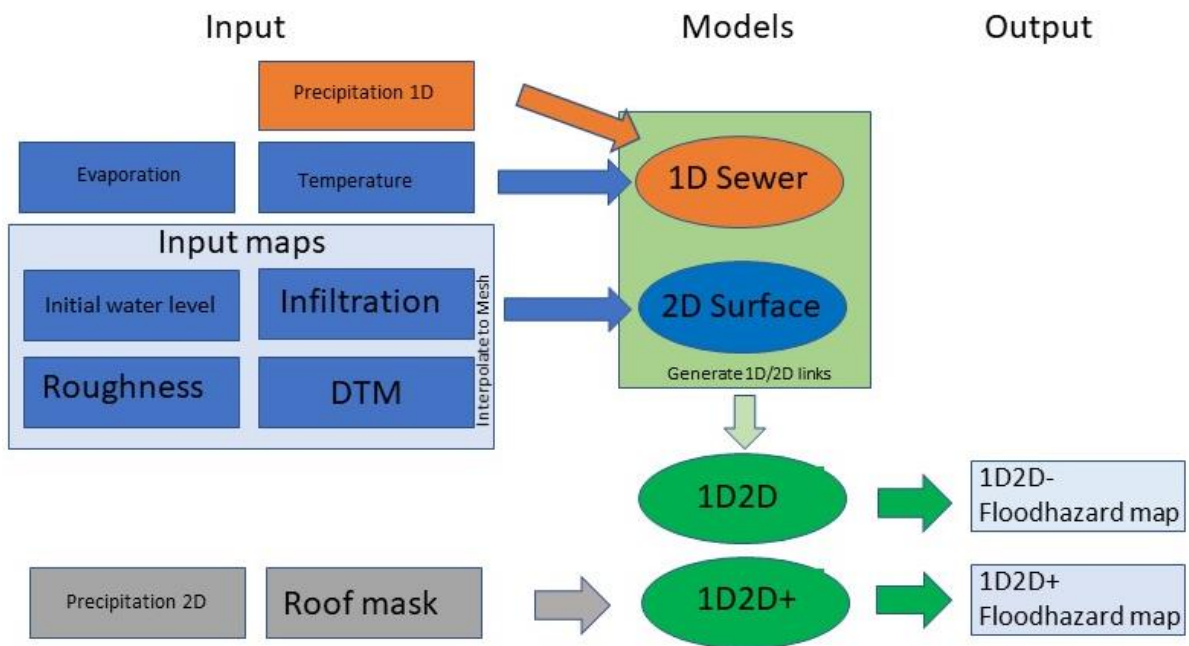 Input
Models
Output
Precipitation 1D
Evaporation
Temperature
1D Sewer
Input maps
Initial water level
Infiltration
Roughness
DTM
Interpolate to Mesh
2D Surface
Generate 1D/2D links
1D2D
1D2D-
Floodhazard map
Precipitation 2D
Roof mask
1D2D+
1D2D+
Floodhazard map